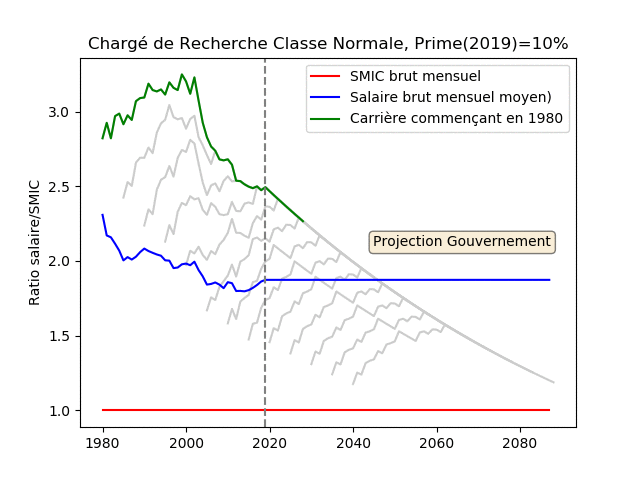 Chargé de Recherche Classe Normale, Prime(2019)=10%
SMIC brut mensuel
Salaire brut mensuel moyen)
Carrière commençant en 1980
Projection Gouvernement
Ratio salaire/SMIC
3.0
2.5
2.0
1.5
1.0
1980 2000 2020 2040 2060 2080